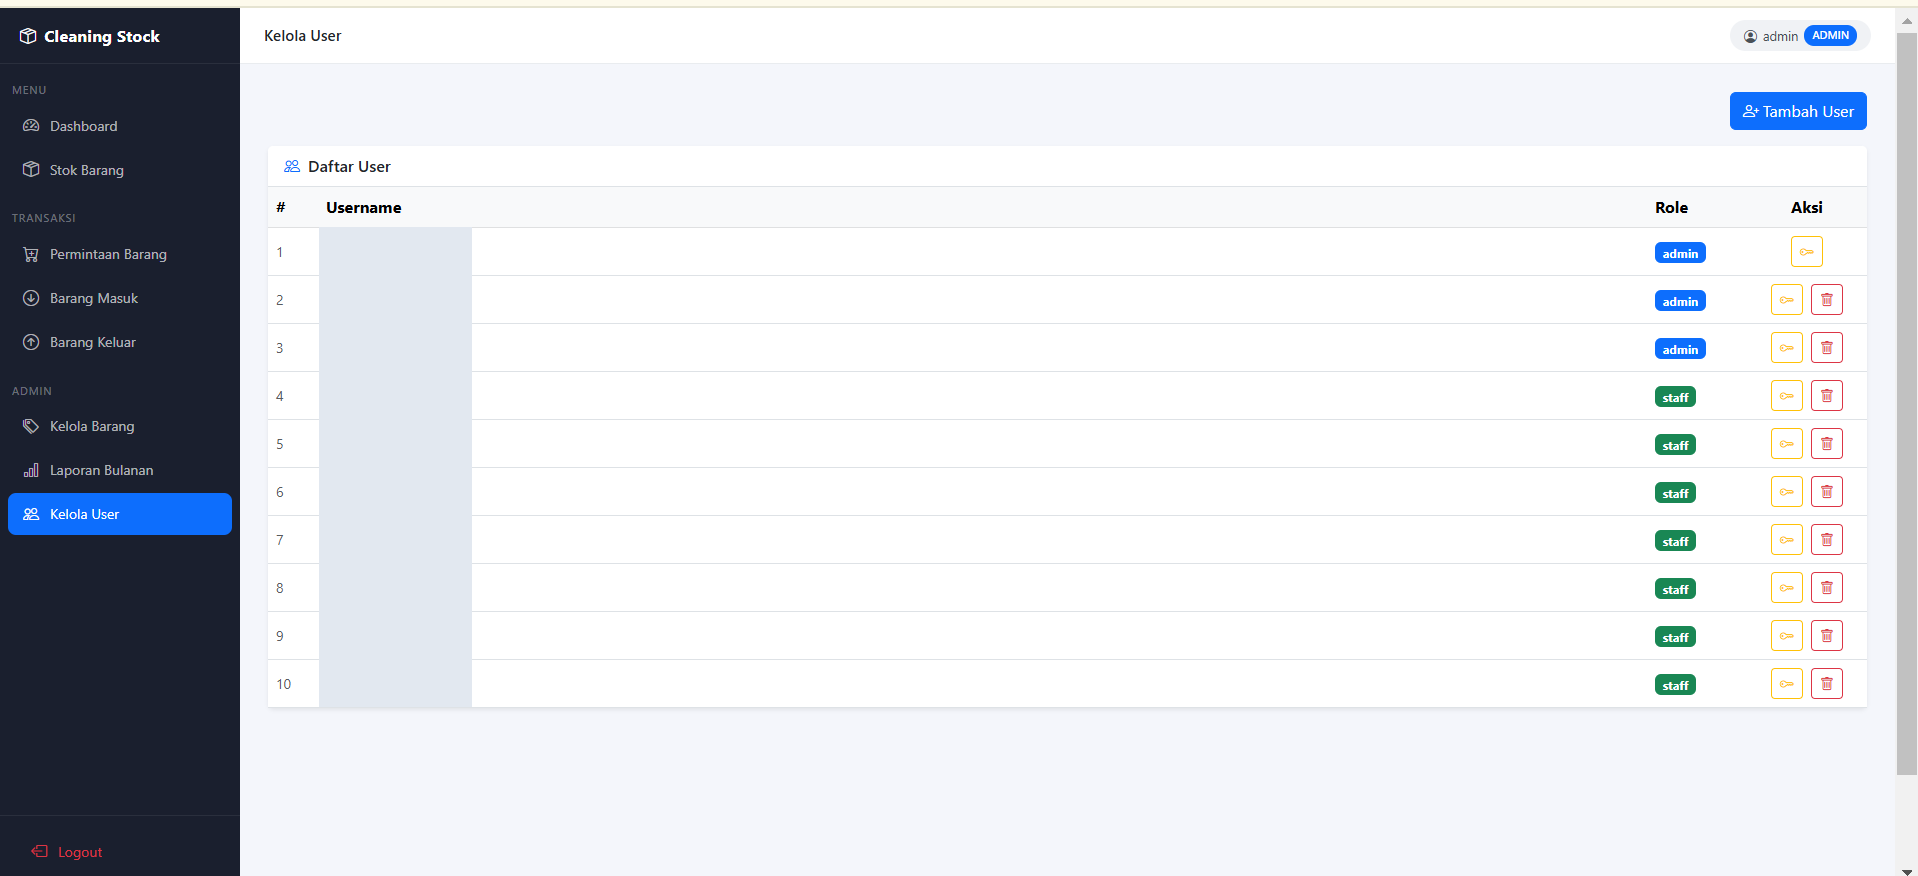 Cleaning Stock
Kelola User
admin ADMIN
MENU
Dashboard
Stok Barang
TRANSAKSI
Permintaan Barang
Barang Masuk
Barang Keluar
ADMIN
Kelola Barang
Laporan Bulanan
Kelola User
Logout
Tambah User
Daftar User
# Username Role Aksi
1 admin
2 admin
3 admin
4 staff
5 staff
6 staff
7 staff
8 staff
9 staff
10 staff